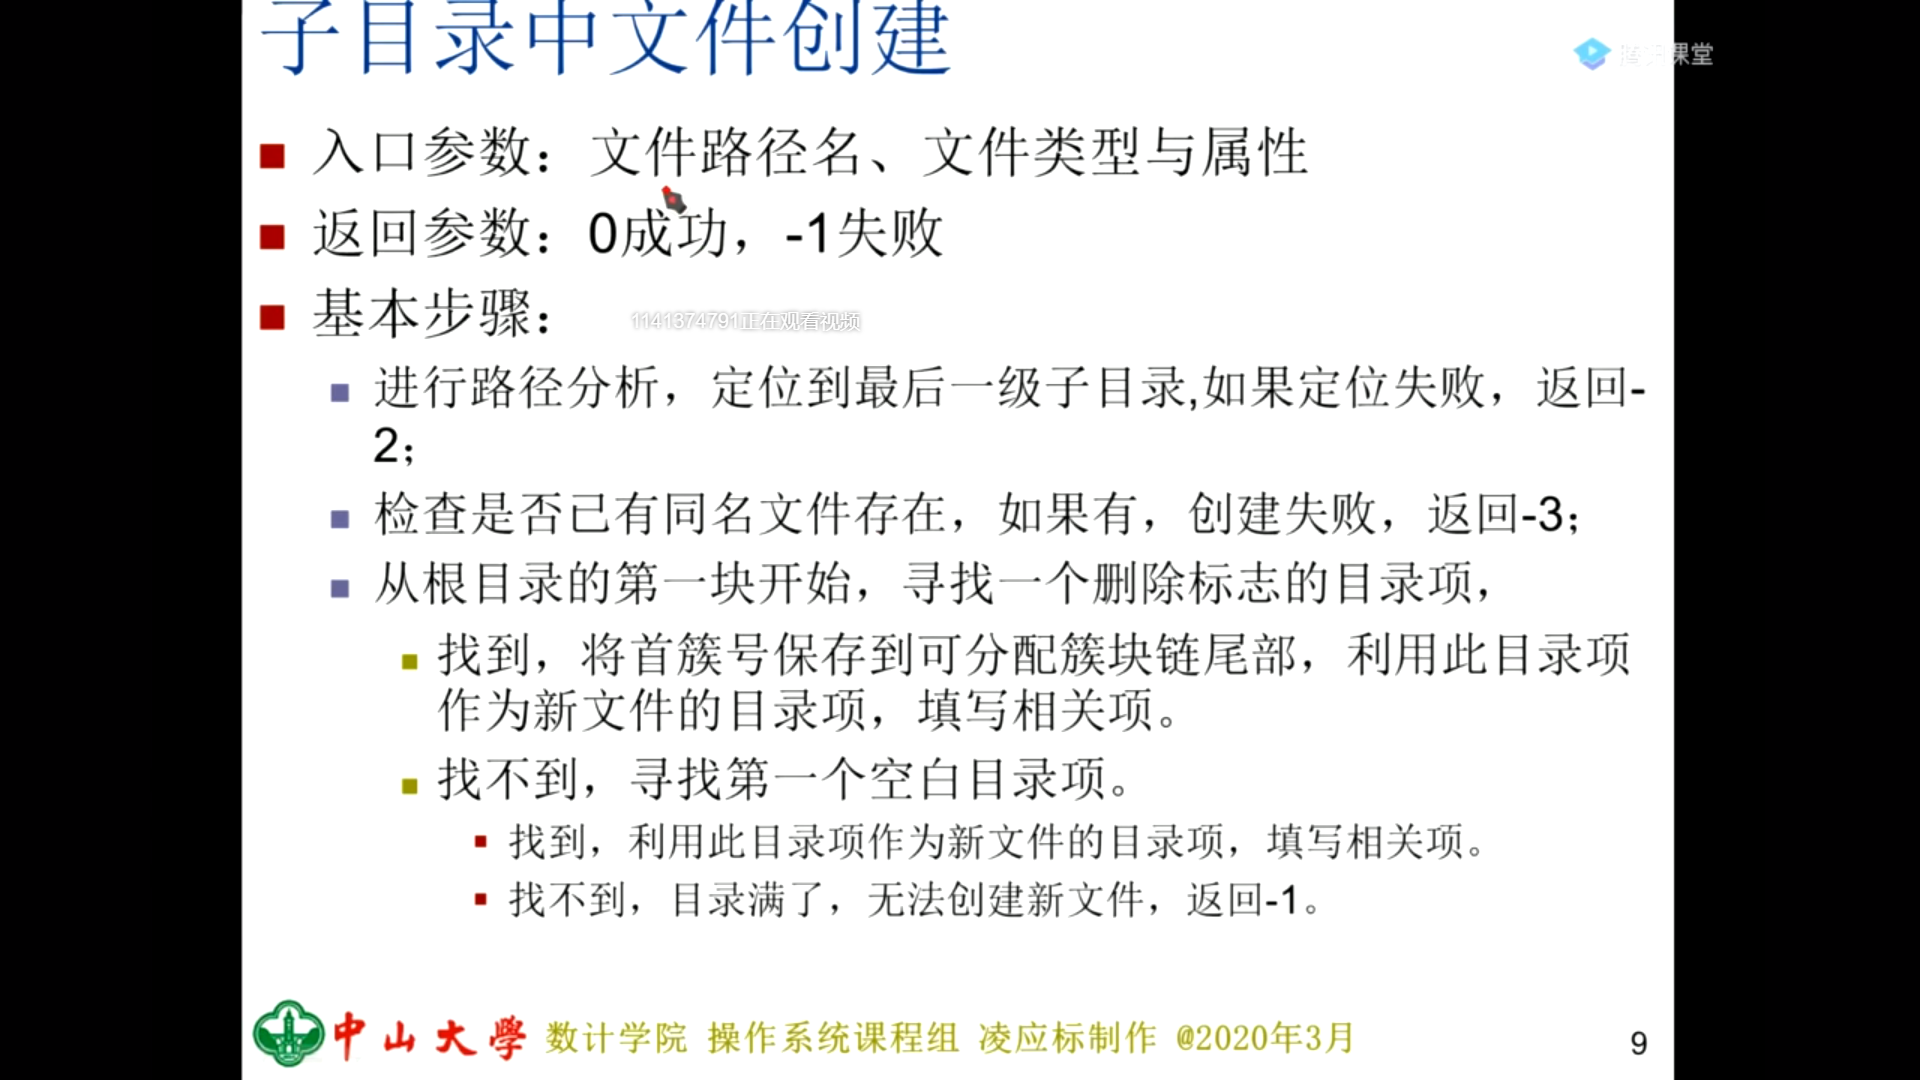 子目录中文件创建
腾讯课堂
入口参数：文件路径名、文件类型与属性
返回参数：0成功，-1失败
基本步骤：
1141374791正在观看视频
进行路径分析，定位到最后一级子目录,如果定位失败，返回-
2；
检查是否已有同名文件存在，如果有，创建失败，返回-3；
从根目录的第一块开始，寻找一个删除标志的目录项，
找到，将首簇号保存到可分配簇块链尾部，利用此目录项
作为新文件的目录项，填写相关项。
找不到，寻找第一个空白目录项。
找到，利用此目录项作为新文件的目录项，填写相关项。
找不到，目录满了，无法创建新文件，返回-1。
中山大學 数计学院 操作系统课程组 凌应标制作 @2020年3月
9